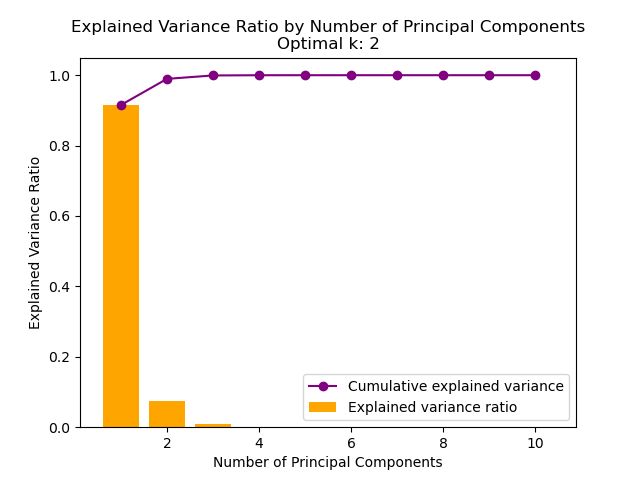 Explained Variance Ratio by Number of Principal Components
Optimal k: 2
Explained Variance Ratio
1.0
0.8
0.6
0.4
0.2
0.0
2
4
6
8
10
Number of Principal Components
Cumulative explained variance
Explained variance ratio